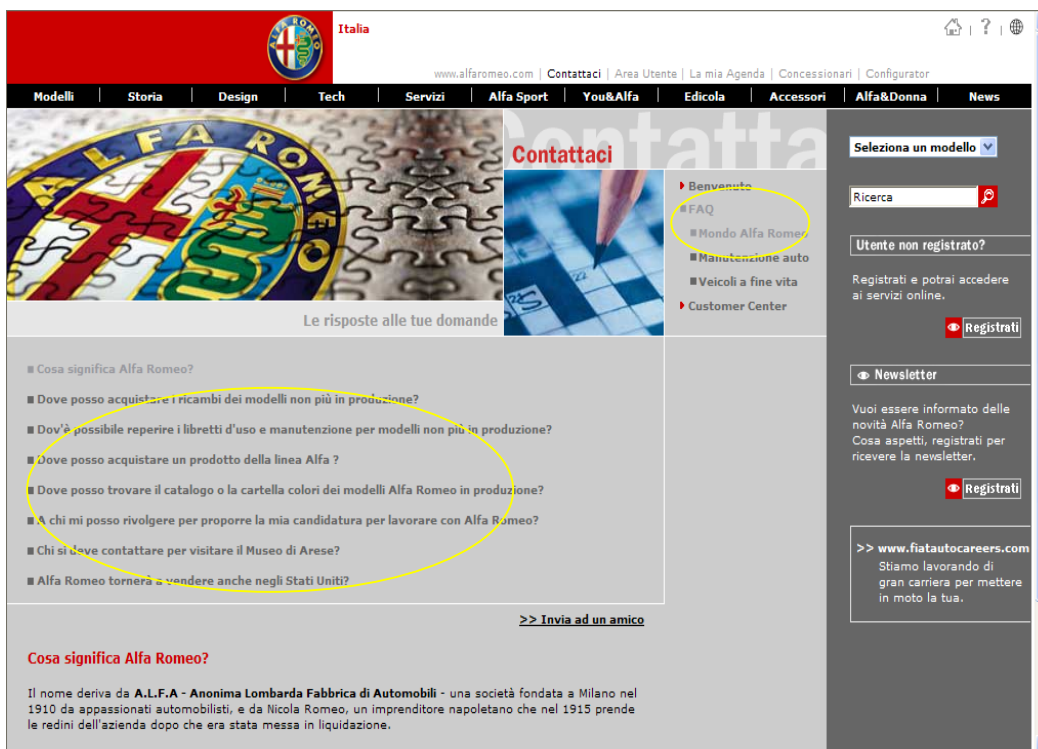 Italia
www.alfaromeo.com | Contattaci | Area Utente | La mia Agenda | Concessionari | Configurator
Modelli | Storia | Design | Tech | Servizi | Alfa Sport | You&Alfa | Edicola | Accessori | Alfa&Donna | News
ALFA ROMEO
Contatta
Contattaci
Benvenuto
FAQ
Mondo Alfa Romeo
Manutenzione auto
Veicoli a fine vita
Customer Center
Le risposte alle tue domande
Cosa significa Alfa Romeo?
Dove posso acquistare i ricambi dei modelli non più in produzione?
Dov'è possibile reperire i libretti d'uso e manutenzione per modelli non più in produzione?
Dove posso acquistare un prodotto della linea Alfa ?
Dove posso trovare il catalogo o la cartella colori dei modelli Alfa Romeo in produzione?
A chi mi posso rivolgere per proporre la mia candidatura per lavorare con Alfa Romeo?
Chi si deve contattare per visitare il Museo di Arese?
Alfa Romeo tornerà a vendere anche negli Stati Uniti?
>> Invia ad un amico
Cosa significa Alfa Romeo?
Il nome deriva da A.L.F.A - Anonima Lombarda Fabbrica di Automobili - una società fondata a Milano nel
1910 da appassionati automobilisti, e da Nicola Romeo, un imprenditore napoletano che nel 1915 prende
le redini dell'azienda dopo che era stata messa in liquidazione.
Seleziona un modello
Ricerca
Utente non registrato?
Registrati e potrai accedere
ai servizi online.
Registrati
Newsletter
Vuoi essere informato delle
novità Alfa Romeo?
Cosa aspetti, registrati per
ricevere la newsletter.
Registrati
>> www.fiatautocareers.com
Stiamo lavorando di
gran carriera per mettere
in moto la tua.